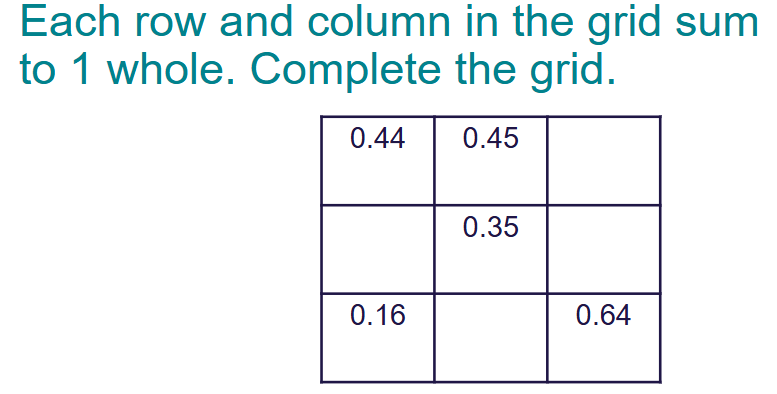 Each row and column in the grid sum
to 1 whole. Complete the grid.
0.44 0.45
0.35
0.16 0.64